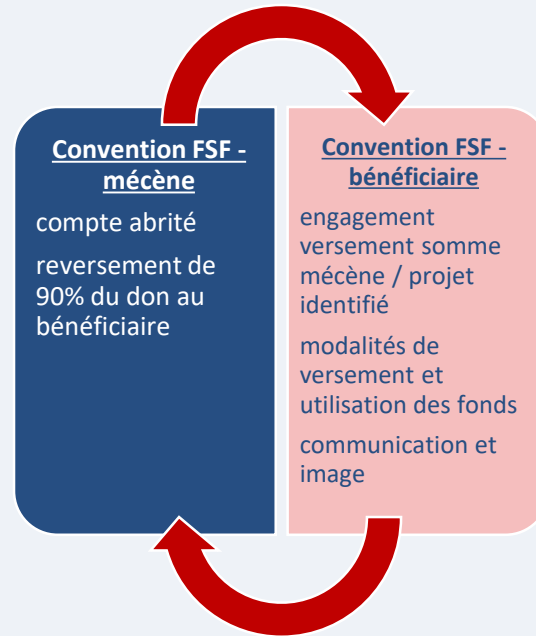 Convention FSF -
mécène
compte abrité
reversement de
90% du don au
bénéficiaire
Convention FSF -
bénéficiaire
engagement
versement somme
mécène / projet
identifié
modalités de
versement et
utilisation des fonds
communication et
image